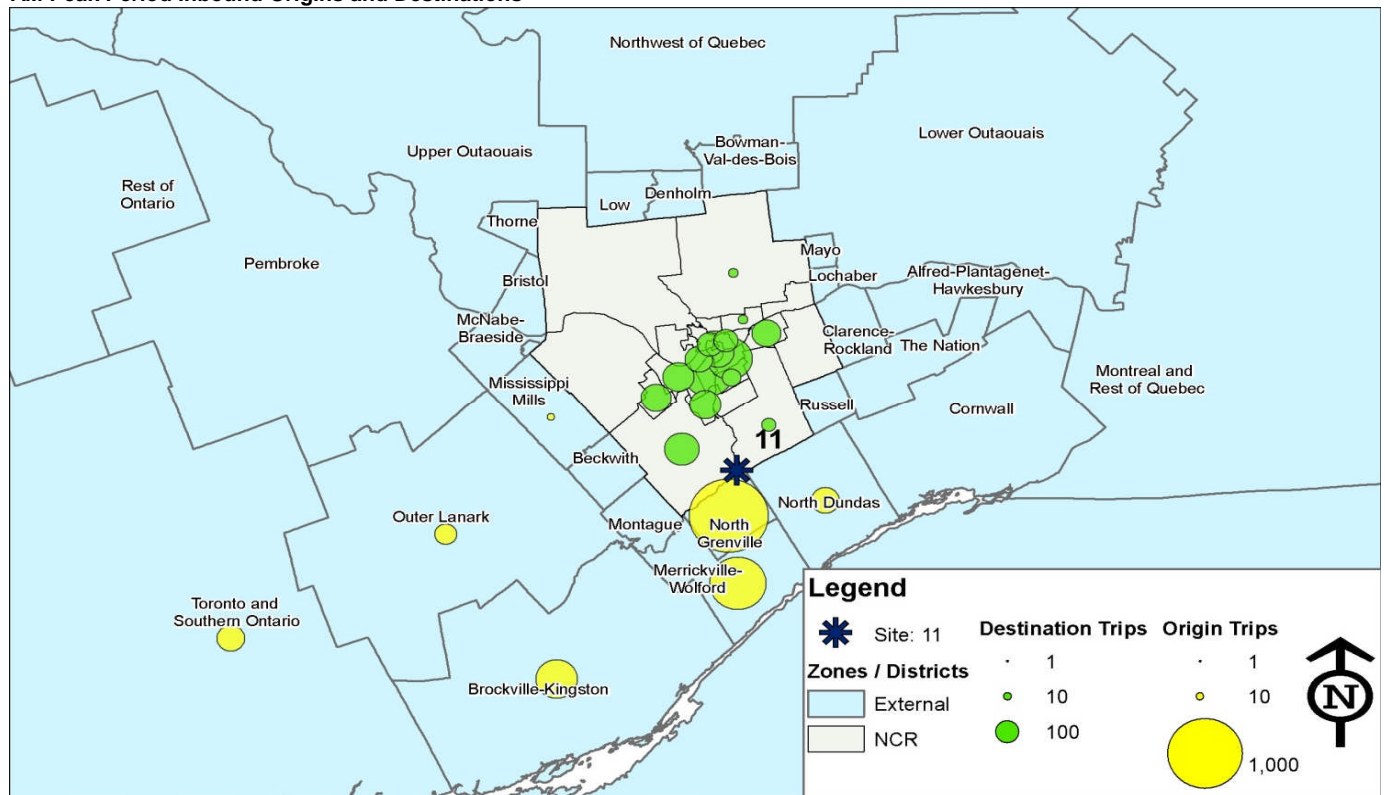 AM Peak Period Inbound Origins and Destinations
Northwest of Quebec
Lower Outaouais
Bowman-
Val-des-Bois
Upper Outaouais
Rest of
Ontario
Denholm
Low
Thorne
Mayo
Pembroke
Lochaber
Alfred-Plantagenet-
Hawkesbury
Bristol
McNabe-
Braeside
Clarence-
Rockland
The Nation
Montreal and
Rest of Quebec
Mississippi
Mills
Russell
Cornwall
11
Beckwith
North Dundas
Outer Lanark
Montague
North
Grenville
Merrickville-
Wolford
Toronto and
Southern Ontario
Brockville-Kingston
Legend
Site: 11
Zones / Districts
External
NCR
Destination Trips
1
10
100
Origin Trips
1
10
1,000
N